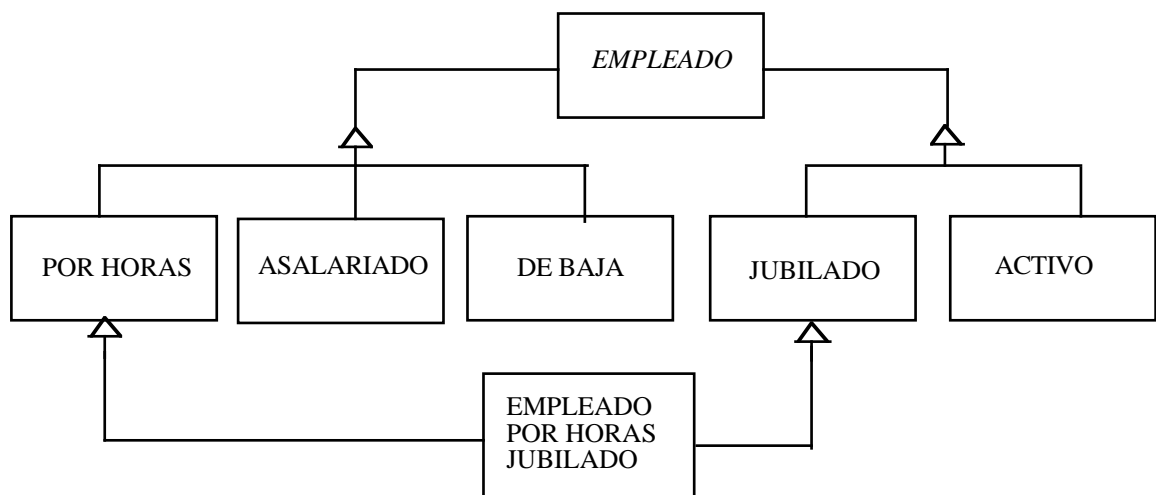 EMPLEADO
POR HORAS
ASALARIADO
DE BAJA
JUBILADO
ACTIVO
EMPLEADO
POR HORAS
JUBILADO